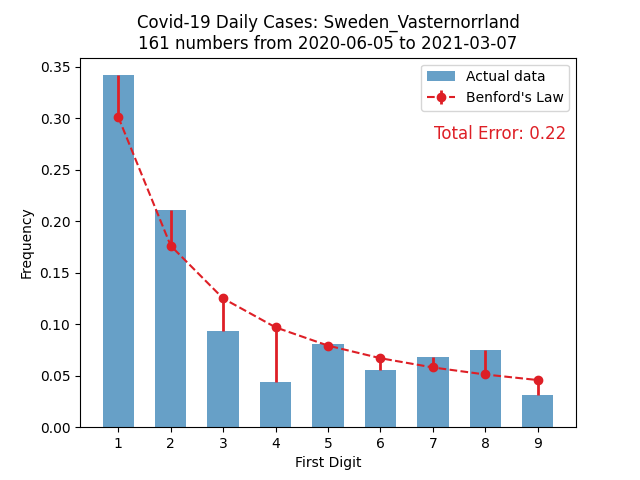 Covid-19 Daily Cases: Sweden_Vasternorrland
161 numbers from 2020-06-05 to 2021-03-07
Actual data
Benford's Law
Total Error: 0.22
Frequency
0.35
0.30
0.25
0.20
0.15
0.10
0.05
0.00
1 2 3 4 5 6 7 8 9
First Digit